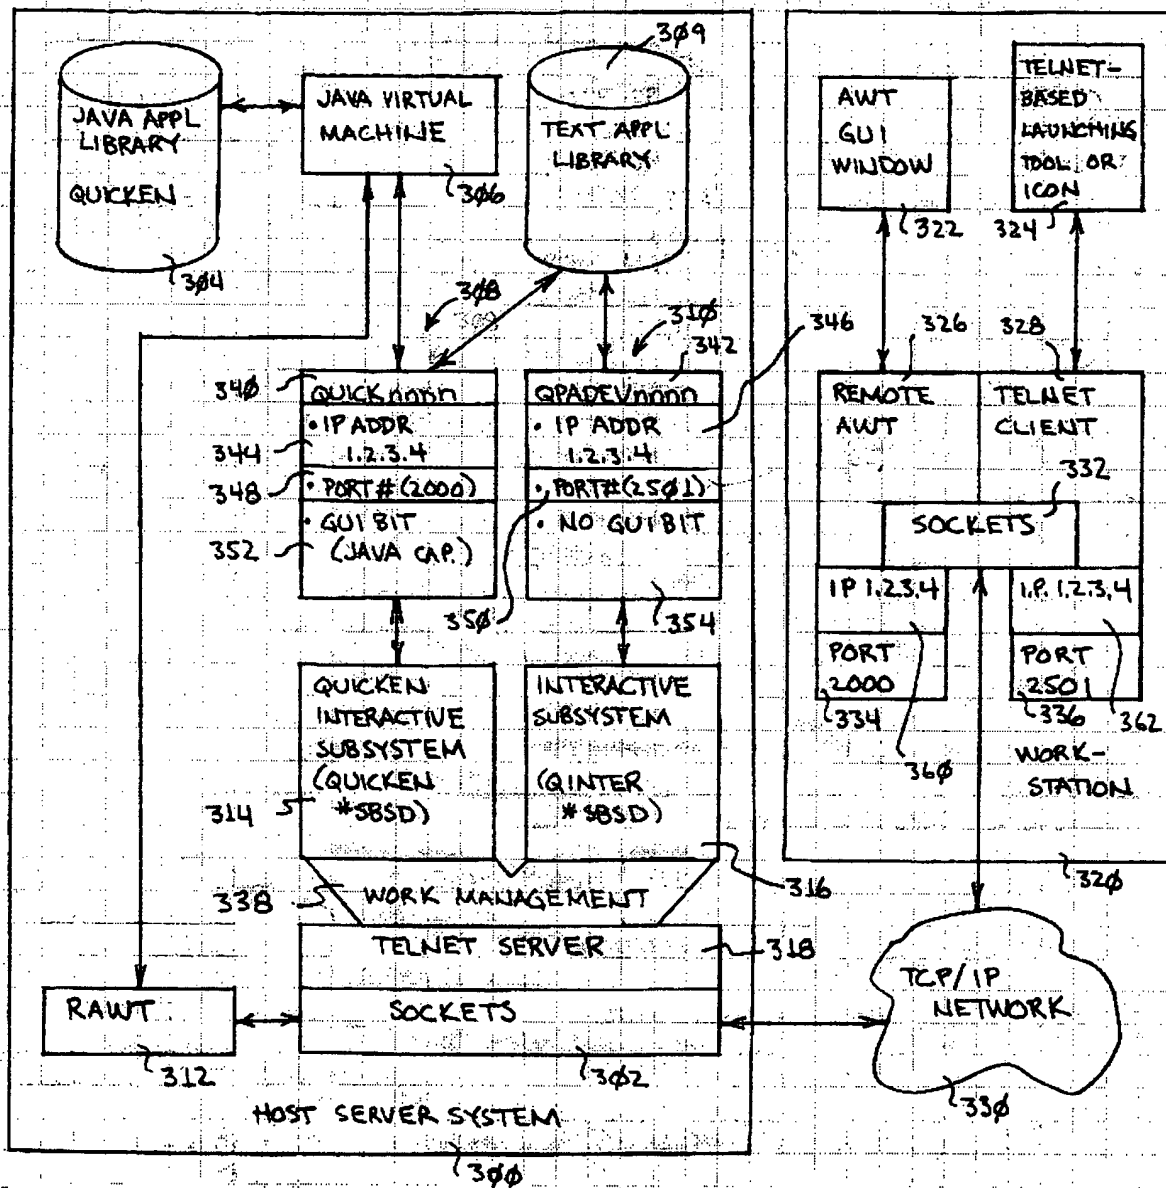 309
JAVA APPL
LIBRARY
QUICKEN
304
JAVA VIRTUAL
MACHINE
306
TEXT APPL
LIBRARY
AWT
GUI
WINDOW
322
TELNET-
BASED
LAUNCHING
TOOL OR
ICON
324
308
310
340
QUICKnnnn
• IP ADDR
1.2.3.4
344
348
• PORT# (2000)
• GUI BIT
(JAVA CAP.)
352
342
346
QPADEVnnnn
• IP ADDR
1.2.3.4
• PORT#(2501)
• NO GUI BIT
350
354
326
328
REMOTE
AWT
TELNET
CLIENT
332
SOCKETS
IP 1.2.3.4
I.P. 1.2.3.4
PORT
2000
334
PORT
2501
336
362
360
WORK-
STATION
320
QUICKEN
INTERACTIVE
SUBSYSTEM
(QUICKEN
*SBSD)
314
INTERACTIVE
SUBSYSTEM
(QINTER
*SBSD)
316
338
WORK MANAGEMENT
TELNET SERVER
318
RAWT
312
SOCKETS
302
TCP/IP
NETWORK
330
HOST SERVER SYSTEM
300